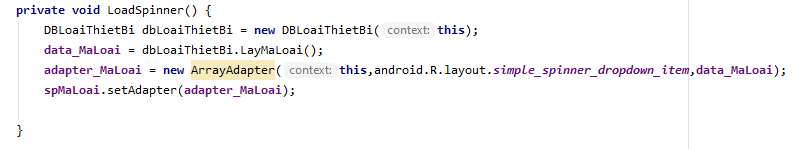 private void LoadSpinner() {
DBLoaiThietBi dbLoaiThietBi = new DBLoaiThietBi( context: this);
data_MaLoai = dbLoaiThietBi.LayMaLoai();
adapter_MaLoai = new ArrayAdapter( context: this,android.R.layout.simple_spinner_dropdown_item,data_MaLoai);
spMaLoai.setAdapter(adapter_MaLoai);
}